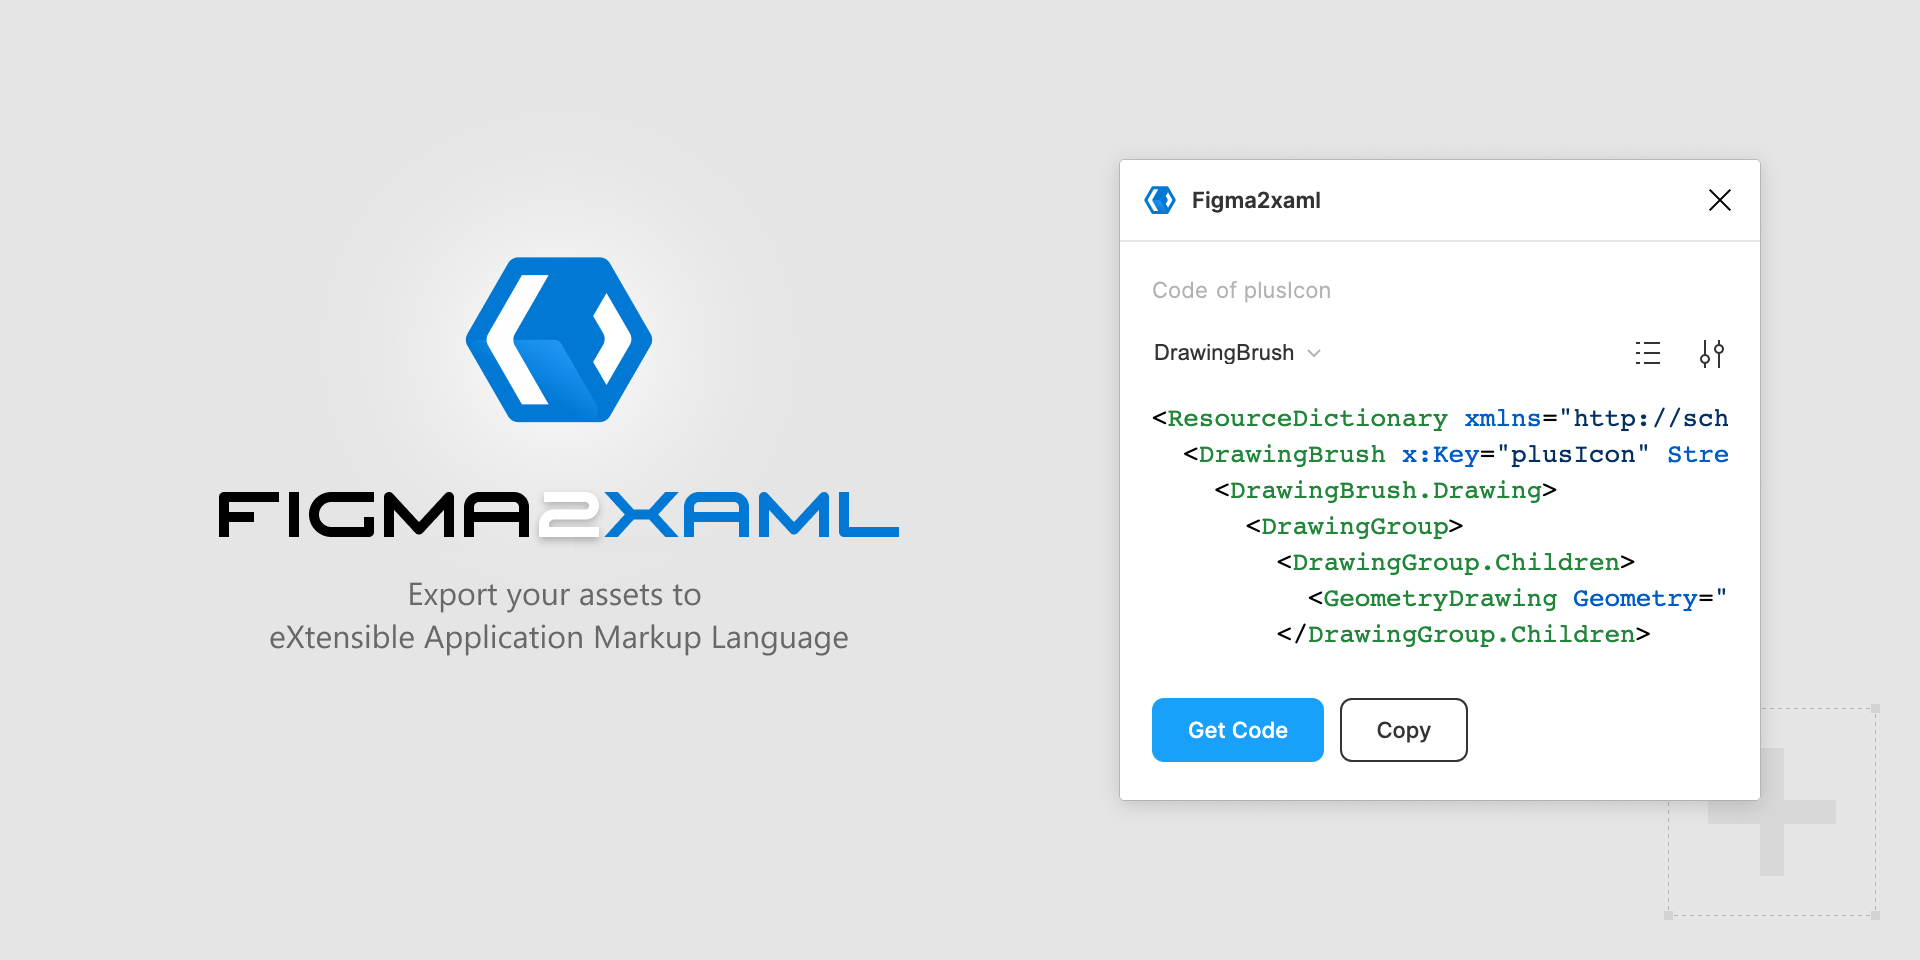 FIGMA2XAML
Export your assets to
eXtensible Application Markup Language
Figma2xaml
Code of plusIcon
DrawingBrush
<ResourceDictionary xmlns="http://sch
<DrawingBrush x:Key="plusIcon" Stre
<DrawingBrush.Drawing>
<DrawingGroup>
<DrawingGroup.Children>
<GeometryDrawing Geometry="
</DrawingGroup.Children>
Get Code
Copy